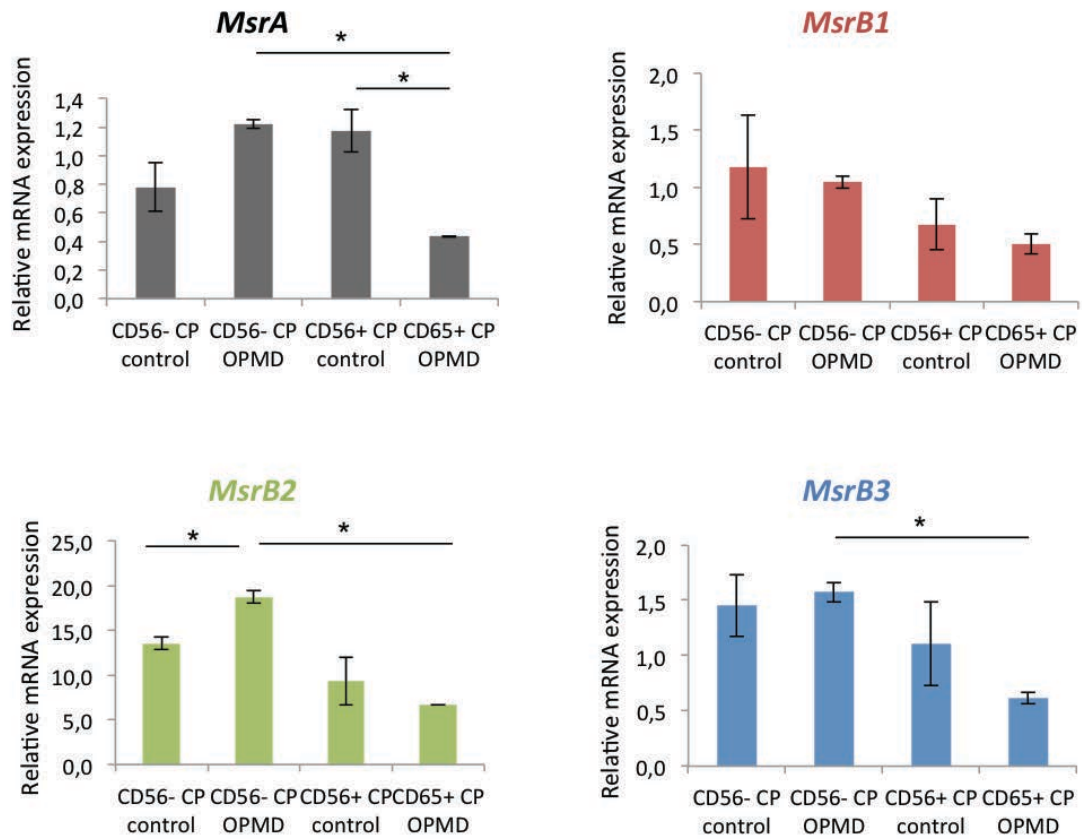 MsrA
*
*
Relative mRNA expression
1,4
1,2
1,0
0,8
0,6
0,4
0,2
0,0
CD56- CP CD56- CP CD56+ CP CD65+ CP
control OPMD control OPMD
MsrB1
Relative mRNA expression
2,0
1,5
1,0
0,5
0,0
CD56- CP CD56- CP CD56+ CP CD65+ CP
control OPMD control OPMD
MsrB2
* *
Relative mRNA expression
25,0
20,0
15,0
10,0
5,0
0,0
CD56- CP CD56- CP CD56+ CP CD65+ CP
control OPMD control OPMD
MsrB3
*
Relative mRNA expression
2,0
1,5
1,0
0,5
0,0
CD56- CP CD56- CP CD56+ CP CD65+ CP
control OPMD control OPMD